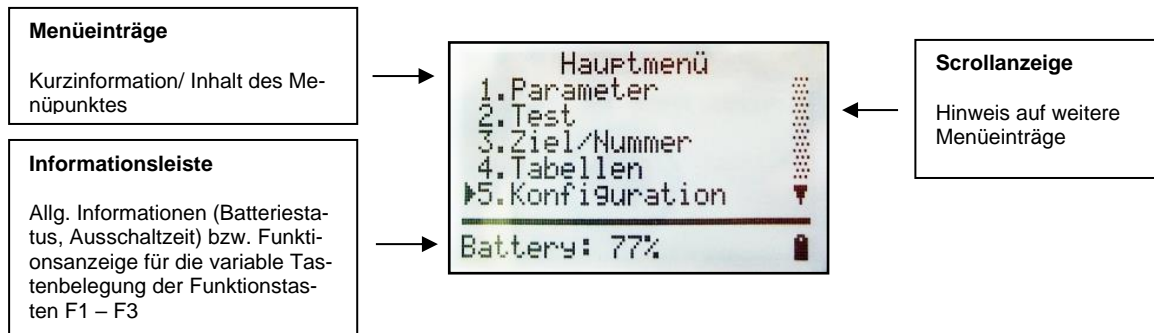 Menüeinträge
Kurzinformation/ Inhalt des Me-
nüpunktes
Informationsleiste
Allg. Informationen (Batteriesta-
tus, Ausschaltzeit) bzw. Funkti-
onsanzeige für die variable Tas-
tenbelegung der Funktionstas-
ten F1 – F3
Hauptmenü
1.Parameter
2.Test
3.Ziel/Nummer
4.Tabellen
5.Konfiguration
Battery: 77%
Scrollanzeige
Hinweis auf weitere
Menüeinträge